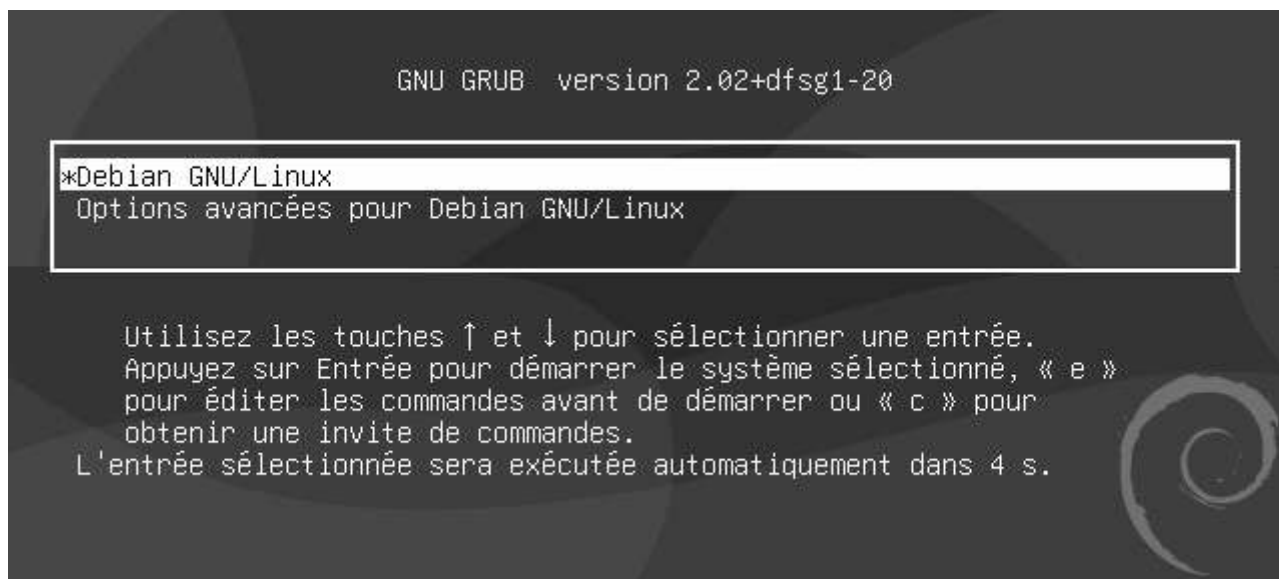 GNU GRUB  version 2.02+dfsg1-20
*Debian GNU/Linux
Options avancées pour Debian GNU/Linux
Utilisez les touches ↑ et ↓ pour sélectionner une entrée.
Appuyez sur Entrée pour démarrer le système sélectionné, « e »
pour éditer les commandes avant de démarrer ou « c » pour
obtenir une invite de commandes.
L'entrée sélectionnée sera exécutée automatiquement dans 4 s.